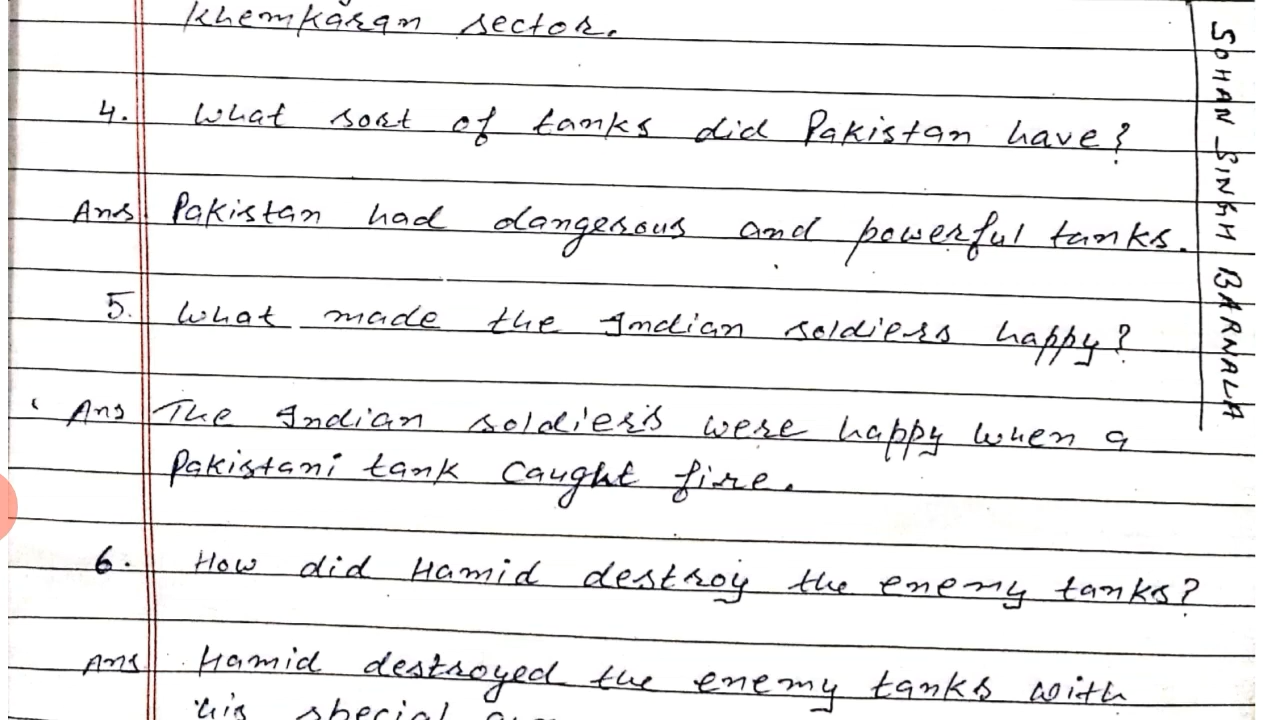 Khemkaran sector.
4. What sort of tanks did Pakistan have?
Ans Pakistan had dangerous and powerful tanks.
5. What made the Indian soldiers happy?
Ans The Indian soldiers were happy when a
Pakistani tank caught fire.
6. How did Hamid destroy the enemy tanks?
Ans Hamid destroyed the enemy tanks with
his special
SOHAN SINGH BARNALA